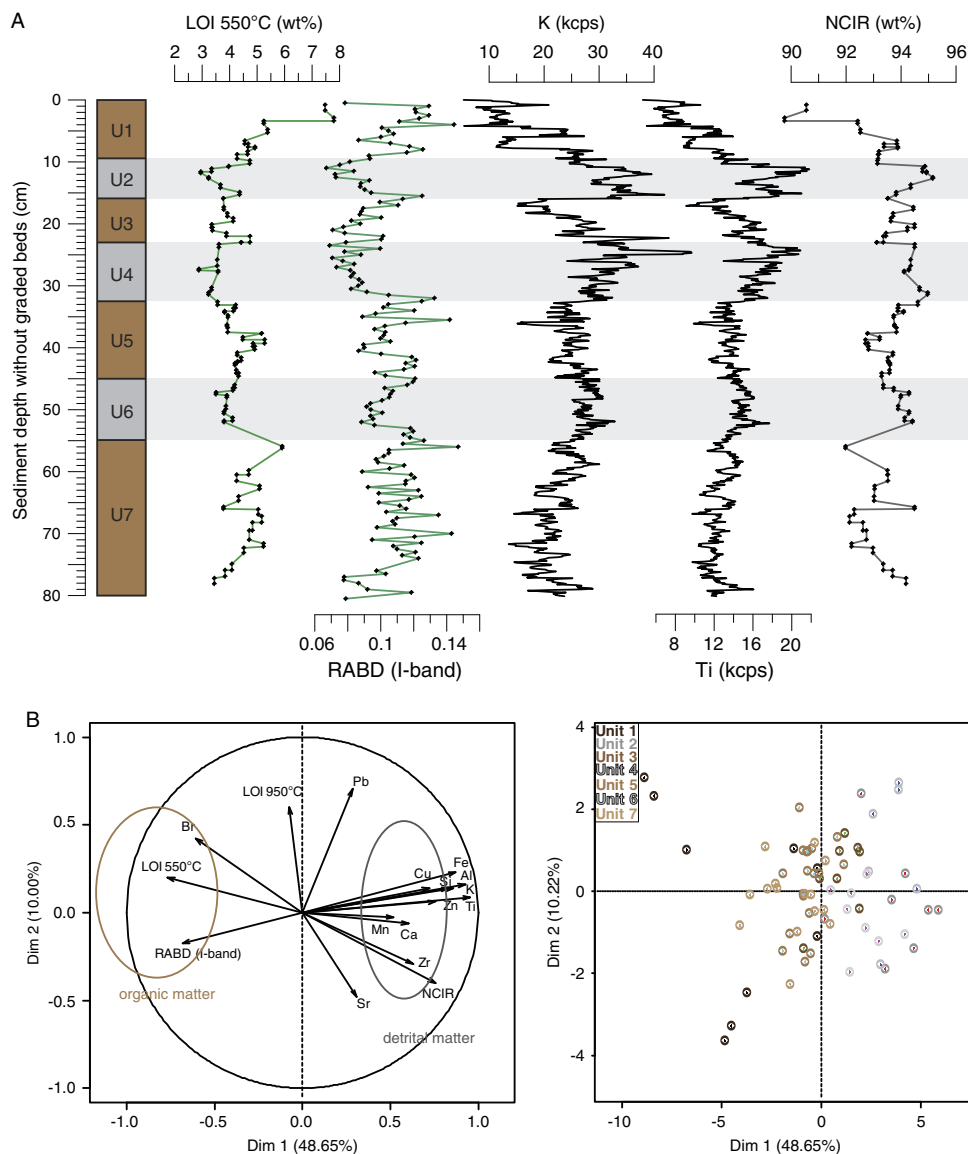 A
LOI 550°C (wt%)
K (kcps)
NCIR (wt%)
2 3 4 5 6 7 8
10 20 30 40
90 92 94 96
Sediment depth without graded beds (cm)
0
10
20
30
40
50
60
70
80
U1
U2
U3
U4
U5
U6
U7
0.06 0.1 0.14
RABD (I-band)
8 12 16 20
Ti (kcps)
B
Dim 2 (10.00%)
1.0
0.5
0.0
-0.5
-1.0
LOI 950°C
Pb
Br
LOI 550°C
RABD (I-band)
organic matter
Cu
Fe
Si
Al
K
Zn
Ti
Mn
Ca
Zr
NCIR
Sr
detrital matter
-1.0 -0.5 0.0 0.5 1.0
Dim 1 (48.65%)
Dim 2 (10.22%)
4
2
0
-2
-4
Unit 1
Unit 2
Unit 3
Unit 4
Unit 5
Unit 6
Unit 7
-10 -5 0 5
Dim 1 (48.65%)